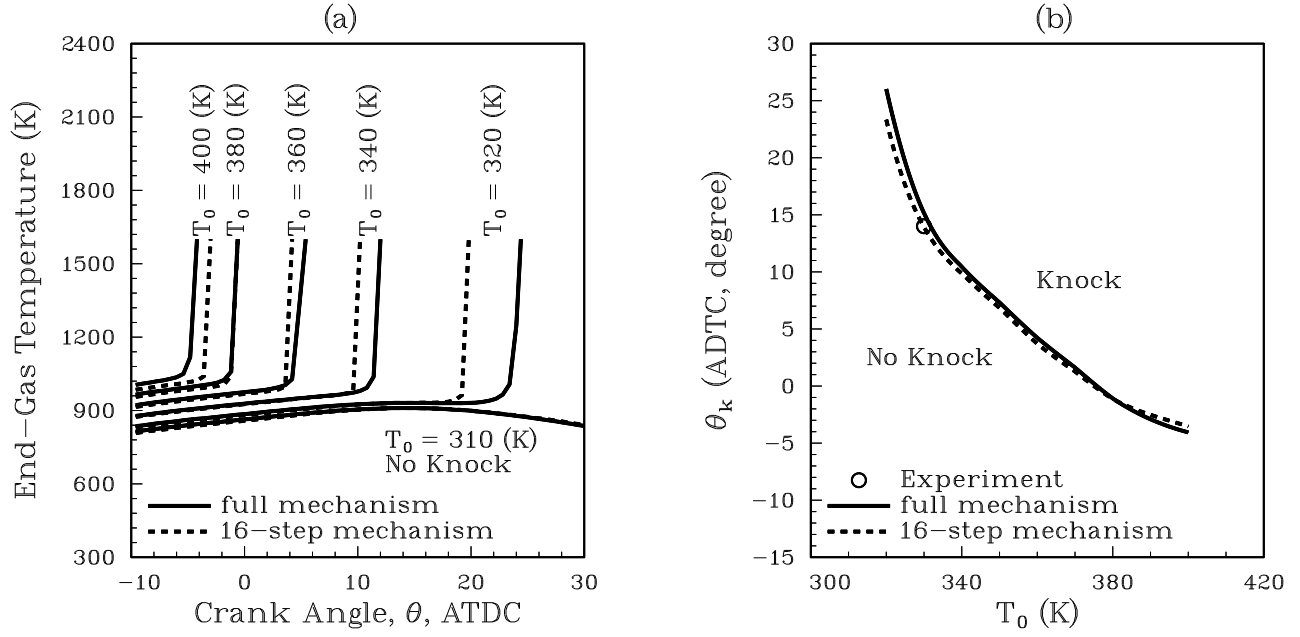 (a)
End-Gas Temperature (K)
2400
2100
1800
1500
1200
900
600
300
T₀ = 400 (K)
T₀ = 380 (K)
T₀ = 360 (K)
T₀ = 340 (K)
T₀ = 320 (K)
T₀ = 310 (K)
No Knock
full mechanism
16-step mechanism
-10 0 10 20 30
Crank Angle, θ, ATDC
(b)
θₖ (ADTC, degree)
30
25
20
15
10
5
0
-5
-10
-15
Knock
No Knock
Experiment
full mechanism
16-step mechanism
300 340 380 420
T₀ (K)